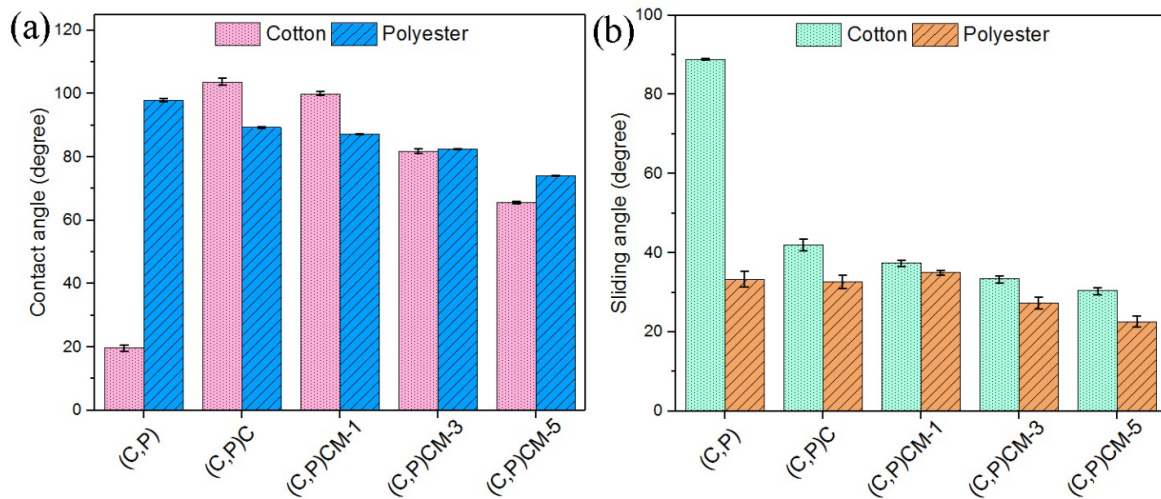 (a)
Cotton Polyester
120
100
80
60
40
20
0
Contact angle (degree)
(C,P)
(C,P)C
(C,P)CM-1
(C,P)CM-3
(C,P)CM-5
(b)
Cotton Polyester
100
80
60
40
20
0
Sliding angle (degree)
(C,P)
(C,P)C
(C,P)CM-1
(C,P)CM-3
(C,P)CM-5